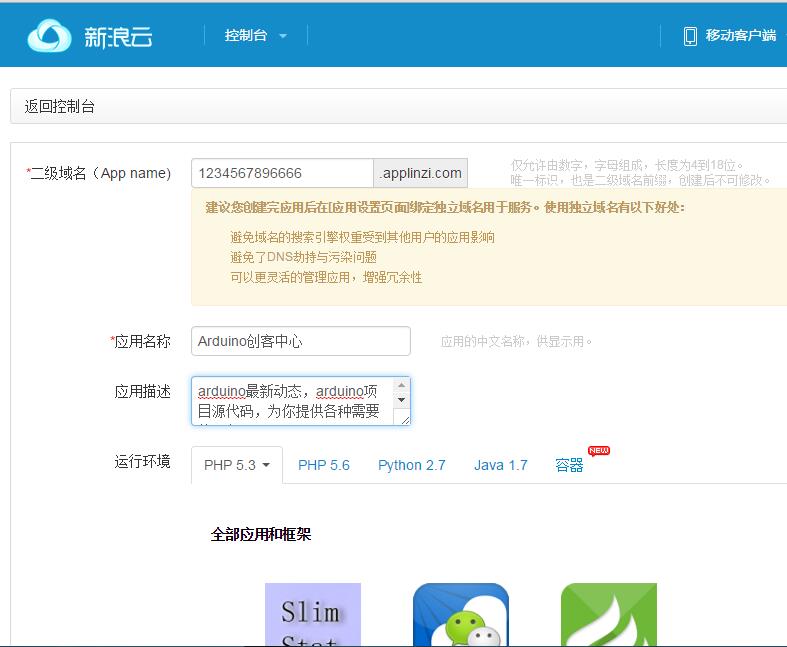 新浪云
控制台
移动客户端
返回控制台
*二级域名（App name）
1234567896666
.applinzi.com
仅允许由数字，字母组成，长度为4到18位。
唯一标识，也是二级域名前缀，创建后不可修改。
建议您创建完应用后在[应用设置页面]绑定独立域名用于服务。使用独立域名有以下好处：
避免域名的搜索引擎权重受到其他用户的应用影响
避免了DNS劫持与污染问题
可以更灵活的管理应用，增强冗余性
*应用名称
Arduino创客中心
应用的中文名称，供显示用。
应用描述
arduino最新动态，arduino项
目源代码，为你提供各种需要
运行环境
PHP 5.3
PHP 5.6
Python 2.7
Java 1.7
容器
NEW
全部应用和框架
Slim
Stat